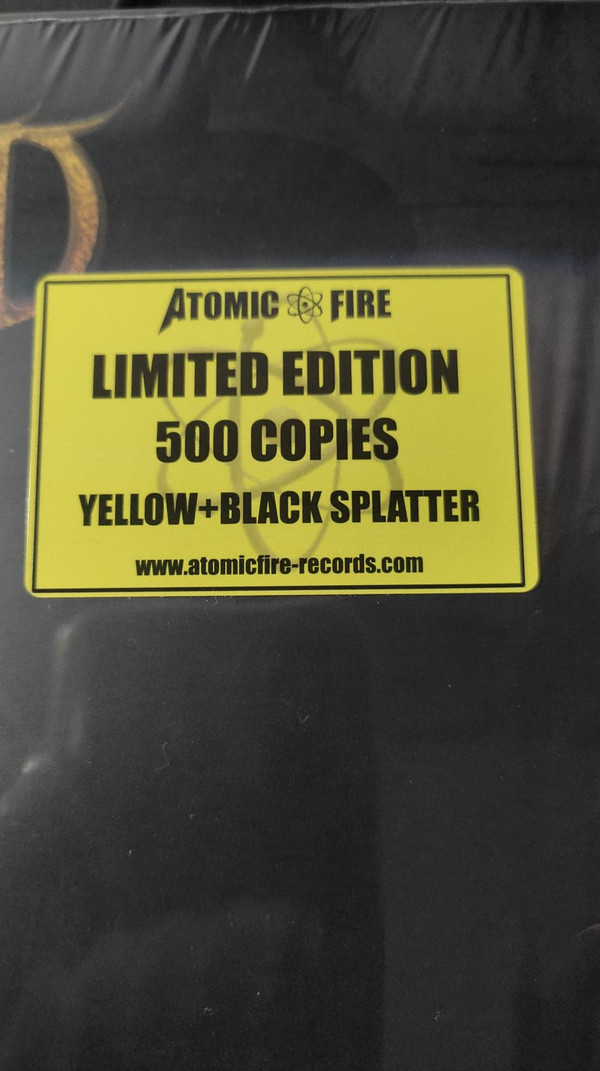 D
ATOMIC FIRE
LIMITED EDITION
500 COPIES
YELLOW+BLACK SPLATTER
www.atomicfire-records.com